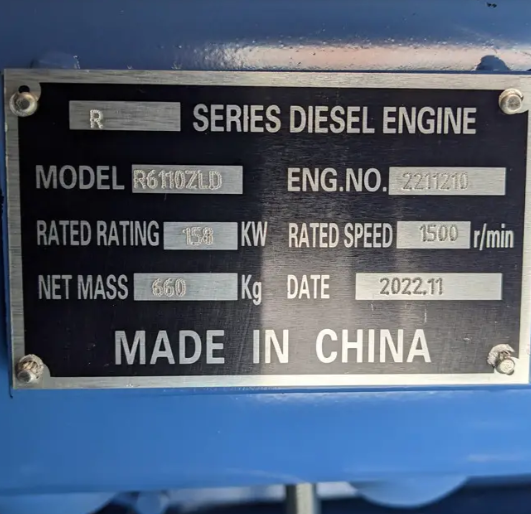 R SERIES DIESEL ENGINE
MODEL R6110ZLD ENG.NO. 2211210
RATED RATING 158 KW RATED SPEED 1500 r/min
NET MASS 660 Kg DATE 2022.11
MADE IN CHINA